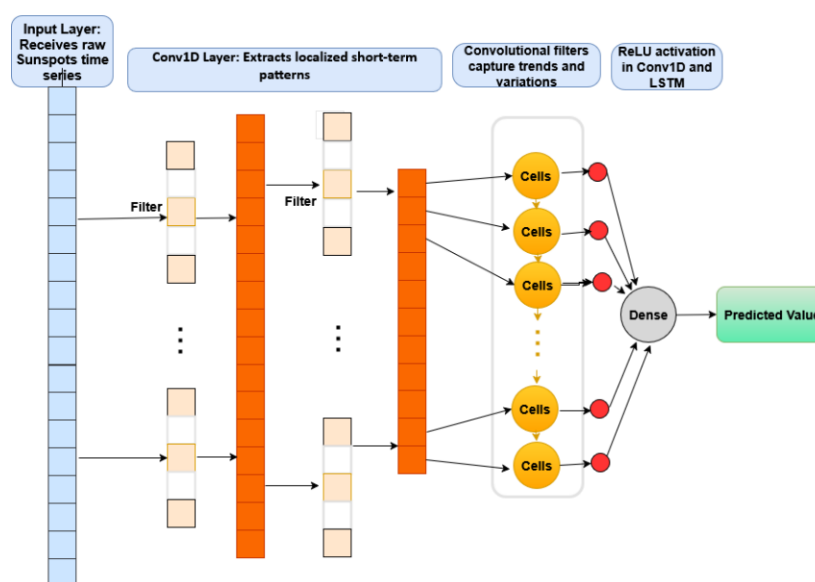 Input Layer:
Receives raw
Sunspots time
series
Conv1D Layer: Extracts localized short-term
patterns
Convolutional filters
capture trends and
variations
ReLU activation
in Conv1D and
LSTM
Filter
Filter
Cells
Cells
Cells
Cells
Cells
Dense
Predicted Value